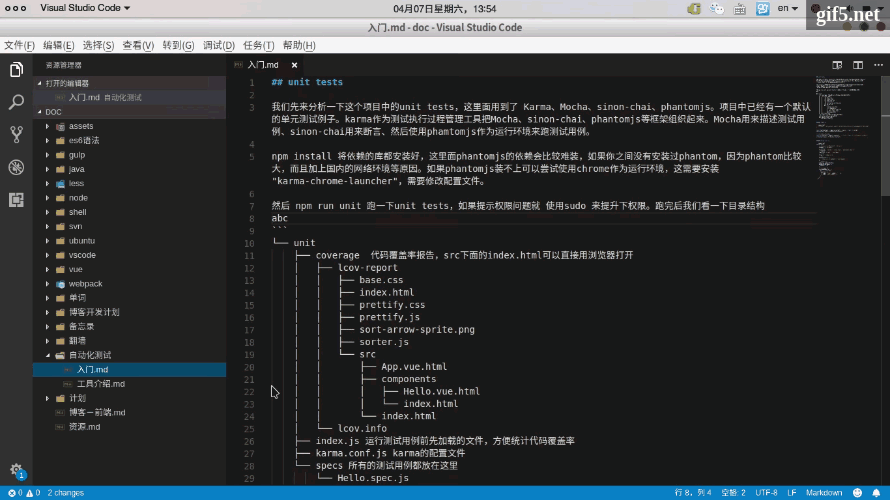 Visual Studio Code
04月07日星期六, 13:54
en
gif5.net
入门.md - doc - Visual Studio Code
文件(F) 编辑(E) 选择(S) 查看(V) 转到(G) 调试(D) 任务(T) 帮助(H)
资源管理器
打开的编辑器
入门.md 自动化测试
DOC
assets
es6语法
gulp
java
less
node
shell
svn
ubuntu
vscode
vue
webpack
单词
博客开发计划
备忘录
翻墙
自动化测试
入门.md
工具介绍.md
计划
博客－前端.md
资源.md
1
入门.md
1 ## unit tests
2
3 我们先来分析一下这个项目中的unit tests，这里面用到了 Karma、Mocha、sinon-chai、phantomjs。项目中已经有一个默认
的单元测试例子。karma作为测试执行过程管理工具把Mocha、sinon-chai、phantomjs等框架组织起来。Mocha用来描述测试用
例、sinon-chai用来断言、然后使用phamtomjs作为运行环境来跑测试用例。
4
5 npm install 将依赖的库都安装好，这里面phantomjs的依赖会比较难装，如果你之间没有安装过phantom，因为phantom比较
大，而且加上国内的网络环境等原因。如果phantomjs装不上可以尝试使用chrome作为运行环境，这需要安装
"karma-chrome-launcher"，需要修改配置文件。
6
7 然后 npm run unit 跑一下unit tests，如果提示权限问题就 使用sudo 来提升下权限。跑完后我们看一下目录结构
8 abc
9 ```
10 └── unit
11 ├── coverage 代码覆盖率报告，src下面的index.html可以直接用浏览器打开
12 │ ├── lcov-report
13 │ │ ├── base.css
14 │ │ ├── index.html
15 │ │ ├── prettify.css
16 │ │ ├── prettify.js
17 │ │ ├── sort-arrow-sprite.png
18 │ │ ├── sorter.js
19 │ │ └── src
20 │ │ ├── App.vue.html
21 │ │ ├── components
22 │ │ │ ├── Hello.vue.html
23 │ │ │ └── index.html
24 │ │ └── index.html
25 │ └── lcov.info
26 ├── index.js 运行测试用例前先加载的文件，方便统计代码覆盖率
27 ├── karma.conf.js karma的配置文件
28 └── specs 所有的测试用例都放在这里
29 └── Hello.spec.js
0 0 2 changes
行 8，列 4 空格: 2 UTF-8 LF Markdown